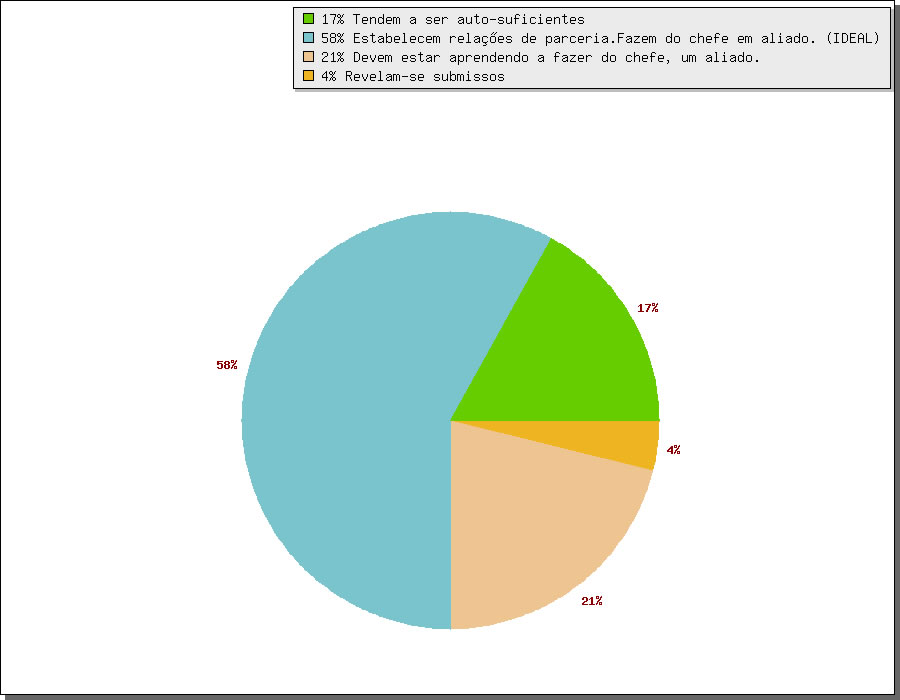 17% Tendem a ser auto-suficientes
58% Estabelecem relações de parceria.Fazem do chefe em aliado. (IDEAL)
21% Devem estar aprendendo a fazer do chefe, um aliado.
4% Revelam-se submissos
17%
58%
4%
21%